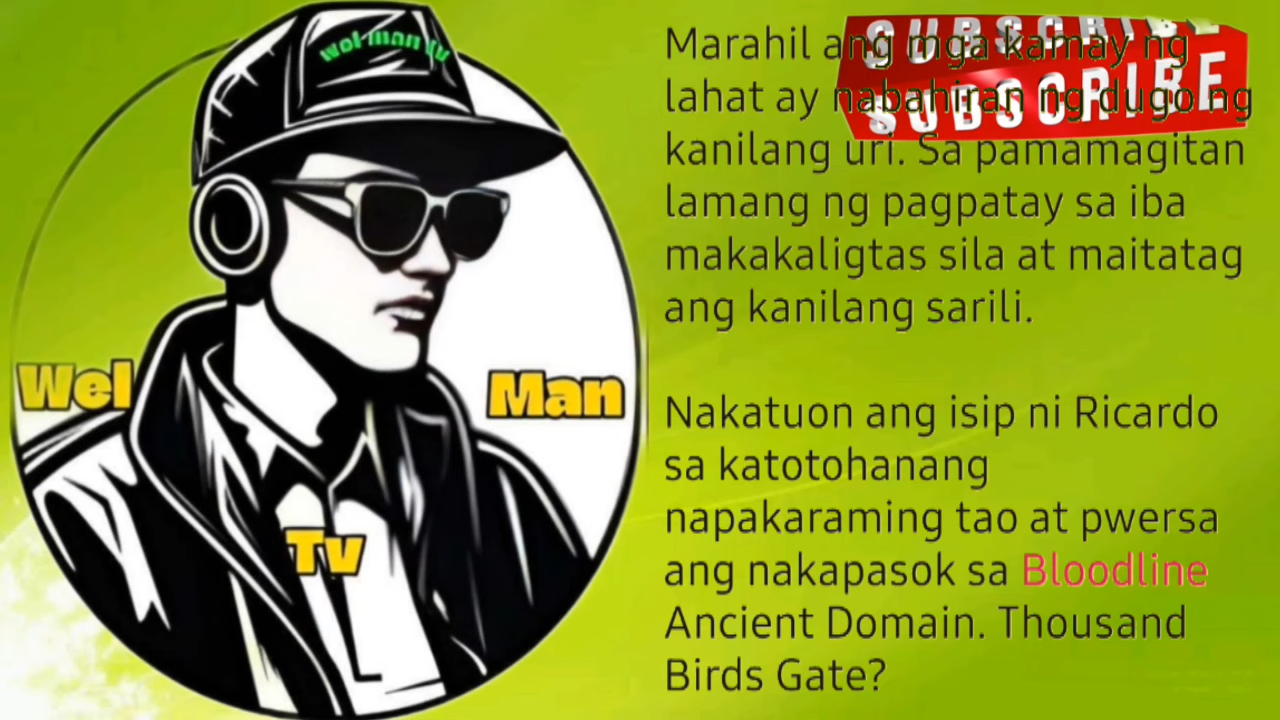 wel man tv
Wel
Man
Tv
SUBSCRIBE
SUBSCRIBE
Marahil ang mga kamay ng
lahat ay nabahiran ng dugo ng
kanilang uri. Sa pamamagitan
lamang ng pagpatay sa iba
makakaligtas sila at maitatag
ang kanilang sarili.
Nakatuon ang isip ni Ricardo
sa katotohanang
napakaraming tao at pwersa
ang nakapasok sa Bloodline
Ancient Domain. Thousand
Birds Gate?